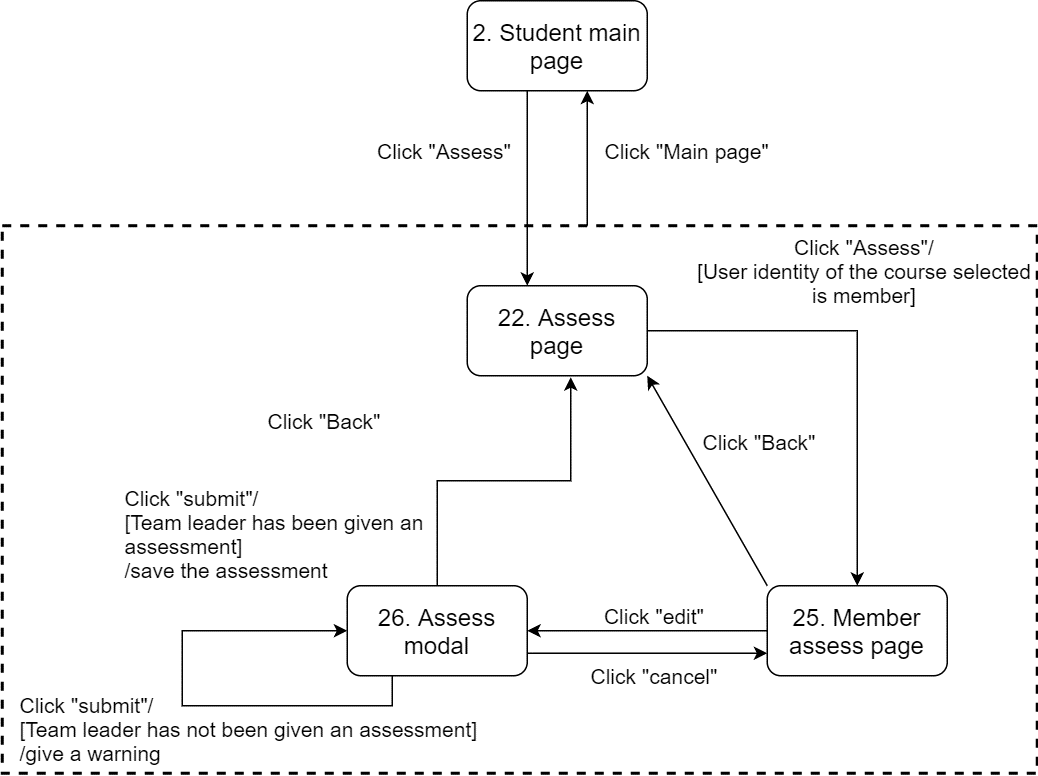 2. Student main
page
Click "Assess"
Click "Main page"
Click "Assess"/
[User identity of the course selected
is member]
22. Assess
page
Click "Back"
Click "Back"
Click "submit"/
[Team leader has been given an
assessment]
/save the assessment
26. Assess
modal
Click "edit"
25. Member
assess page
Click "cancel"
Click "submit"/
[Team leader has not been given an assessment]
/give a warning